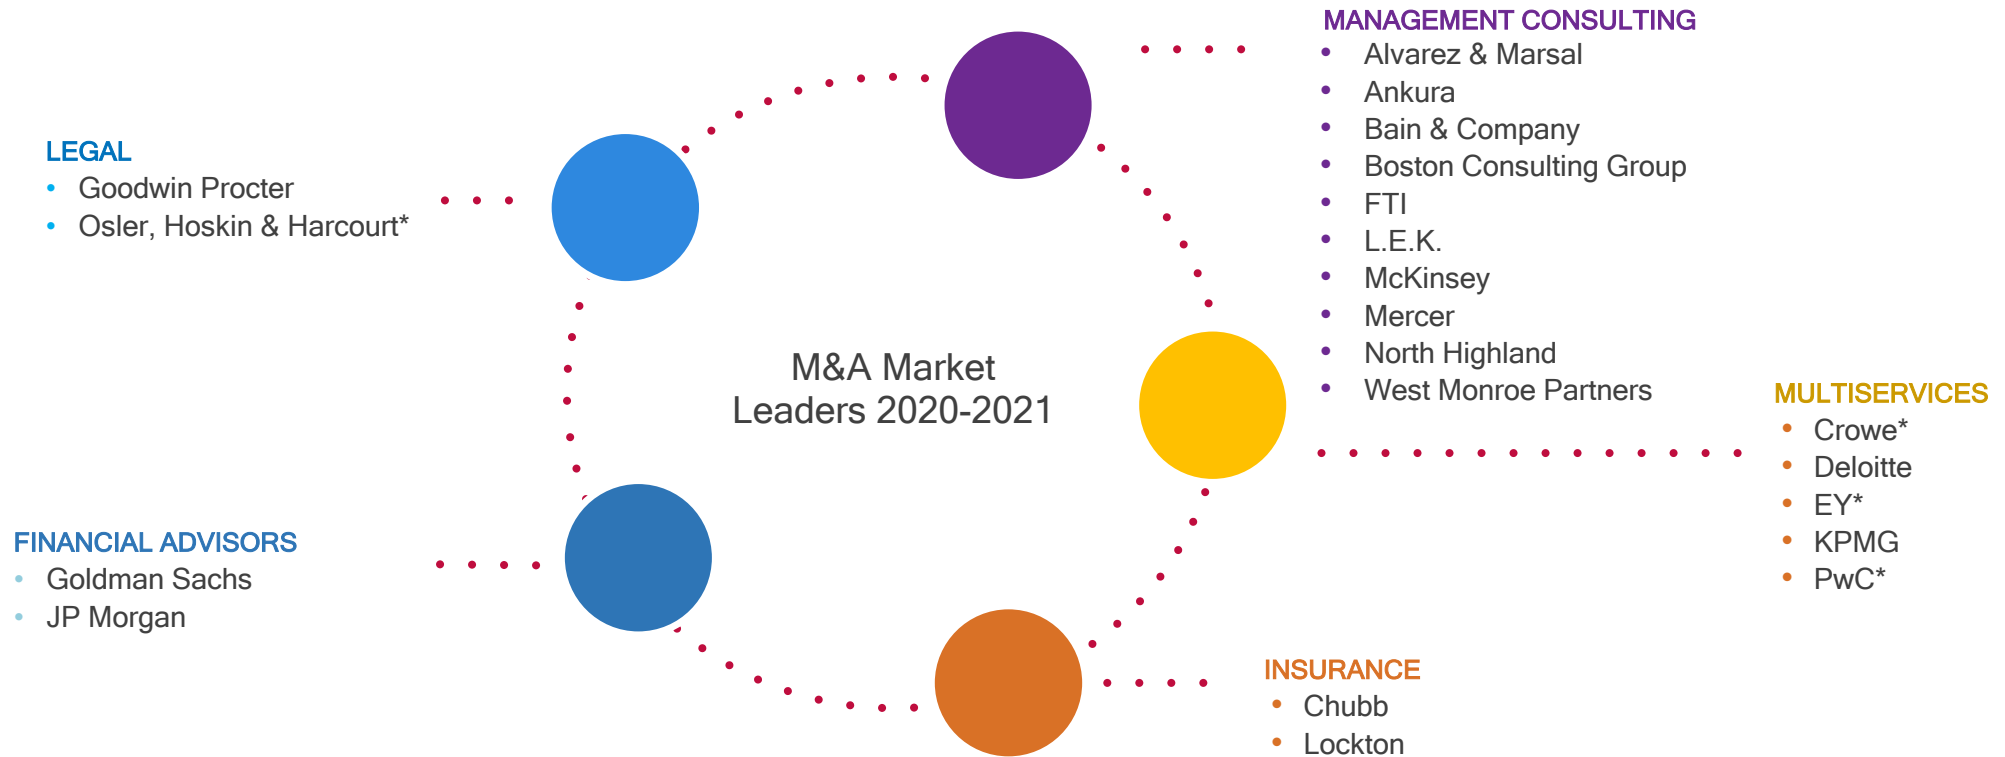 MANAGEMENT CONSULTING
• Alvarez & Marsal
• Ankura
• Bain & Company
• Boston Consulting Group
• FTI
• L.E.K.
• McKinsey
• Mercer
• North Highland
• West Monroe Partners
LEGAL
• Goodwin Procter
• Osler, Hoskin & Harcourt*
M&A Market
Leaders 2020-2021
MULTISERVICES
• Crowe*
• Deloitte
• EY*
• KPMG
• PwC*
FINANCIAL ADVISORS
• Goldman Sachs
• JP Morgan
INSURANCE
• Chubb
• Lockton